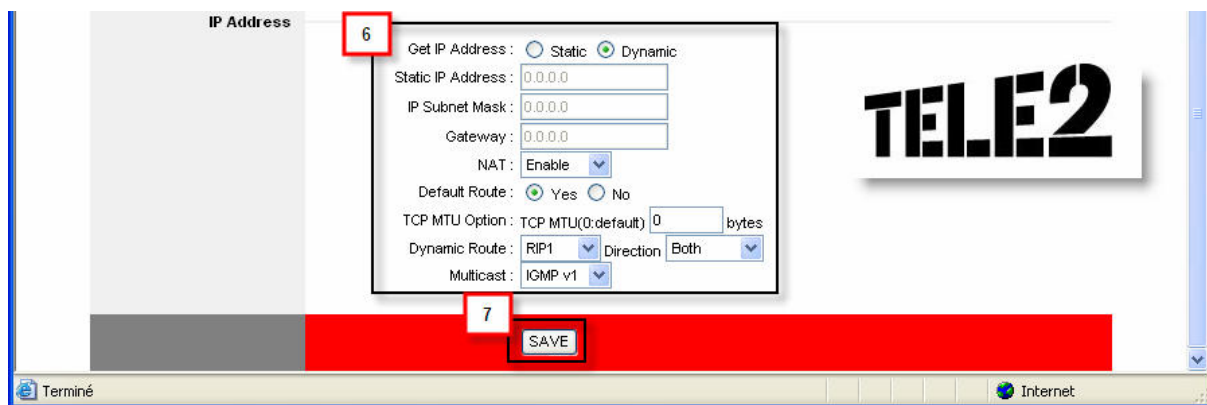 IP Address
6
Get IP Address : Static Dynamic
Static IP Address : 0.0.0.0
IP Subnet Mask : 0.0.0.0
Gateway : 0.0.0.0
NAT : Enable
Default Route : Yes No
TCP MTU Option : TCP MTU(0:default) 0 bytes
Dynamic Route : RIP1 Direction Both
Multicast : IGMP v1
TELE2
7
SAVE
Terminé Internet